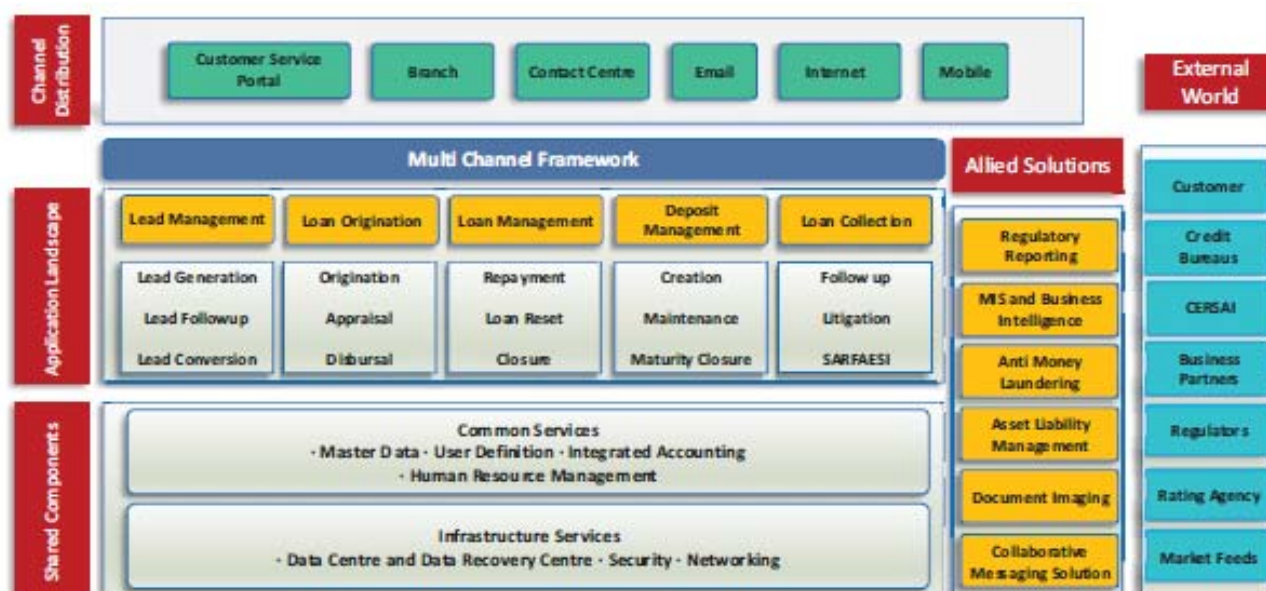 Channel
Distribution
Customer Service
Portal
Branch
Contact Centre
Email
Internet
Mobile
External
World
Multi Channel Framework
Allied Solutions
Application Landscape
Lead Management
Loan Origination
Loan Management
Deposit
Management
Loan Collection
Lead Generation
Lead Followup
Lead Conversion
Origination
Appraisal
Disbursal
Repayment
Loan Reset
Closure
Creation
Maintenance
Maturity Closure
Follow up
Litigation
SARFAESI
Shared Components
Common Services
· Master Data · User Definition · Integrated Accounting
· Human Resource Management
Infrastructure Services
· Data Centre and Data Recovery Centre · Security · Networking
Regulatory
Reporting
MIS and Business
Intelligence
Anti Money
Laundering
Asset Liability
Management
Document Imaging
Collaborative
Messaging Solution
Customer
Credit
Bureaus
CERSAI
Business
Partners
Regulators
Rating Agency
Market Feeds